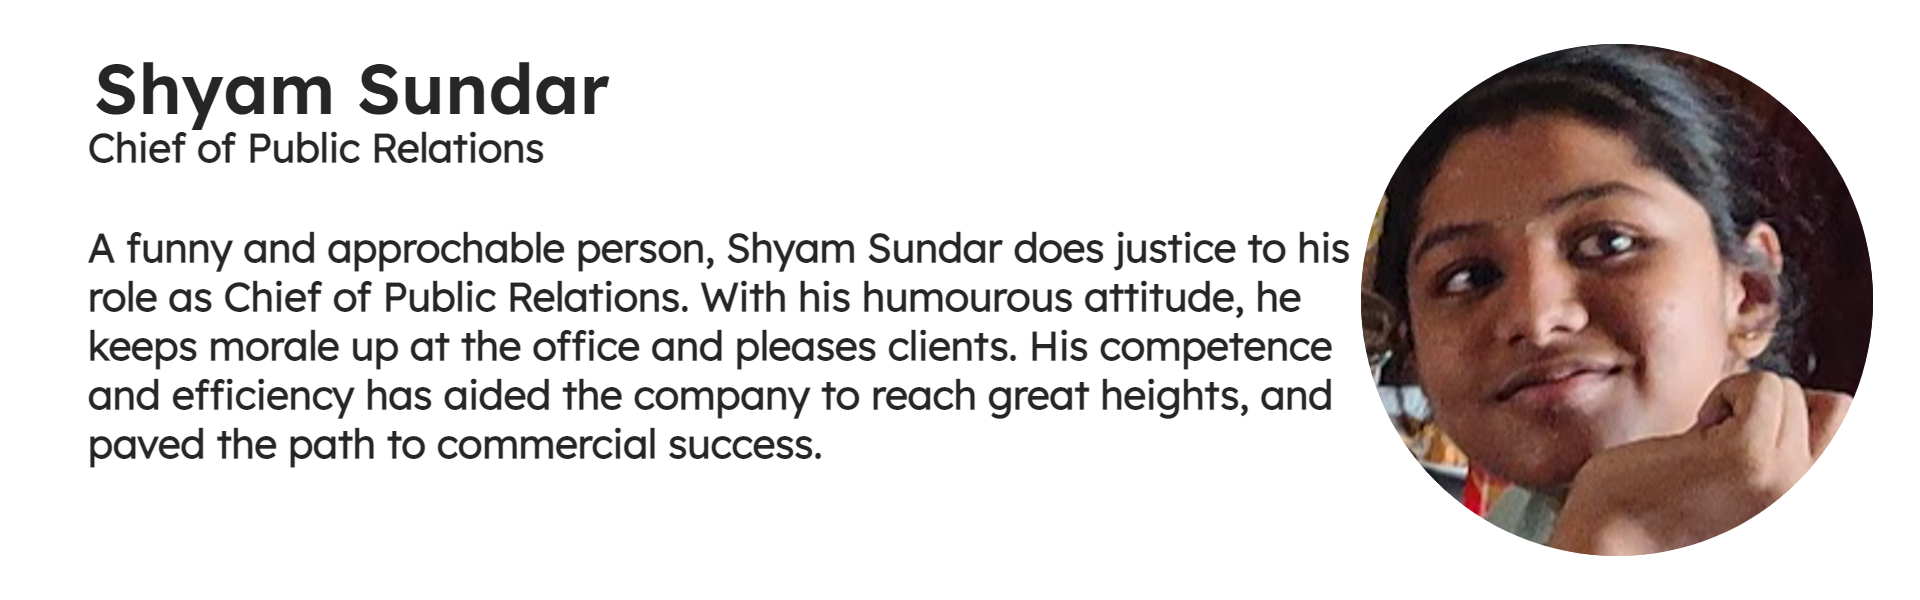 Shyam Sundar
Chief of Public Relations
A funny and approchable person, Shyam Sundar does justice to his
role as Chief of Public Relations. With his humourous attitude, he
keeps morale up at the office and pleases clients. His competence
and efficiency has aided the company to reach great heights, and
paved the path to commercial success.